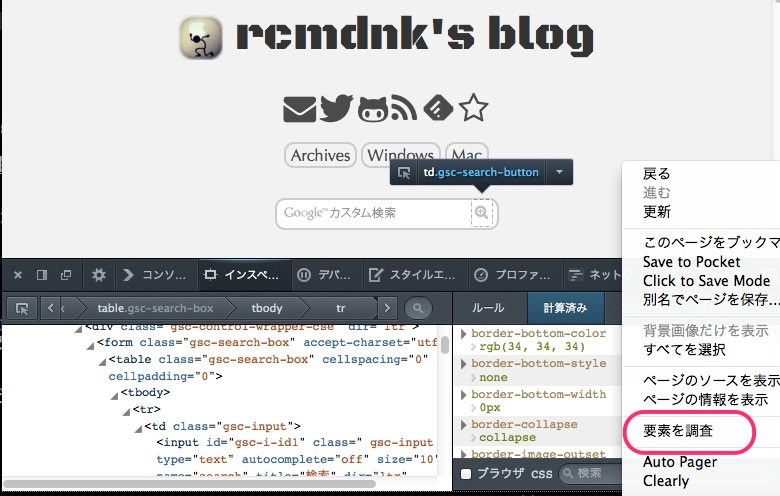 rcmdnk's blog
Archives
Windows
Mac
td.gsc-search-button
Google™カスタム検索
戻る
進む
更新
このページをブックマ
Save to Pocket
Click to Save Mode
別名でページを保存...
背景画像だけを表示
すべてを選択
ページのソースを表示
ページの情報を表示
要素を調査
Auto Pager
Clearly
コンソ...
インスペ...
デバ...
スタイルエ...
プロファ...
ネット
table.gsc-search-box
tbody
tr
<div class="gsc-control-wrapper-cse" dir="ltr">
<form class="gsc-search-box" accept-charset="utf
<table class="gsc-search-box" cellspacing="0"
cellpadding="0">
<tbody>
<tr>
<td class="gsc-input">
<input id="gsc-i-id1" class=" gsc-input
type="text" autocomplete="off" size="10"
name="search" title="検索" dir="ltr"
ルール
計算済み
border-bottom-color
rgb(34, 34, 34)
border-bottom-style
none
border-bottom-width
0px
border-collapse
collapse
border-image-outset
ブラウザ CSS
検索